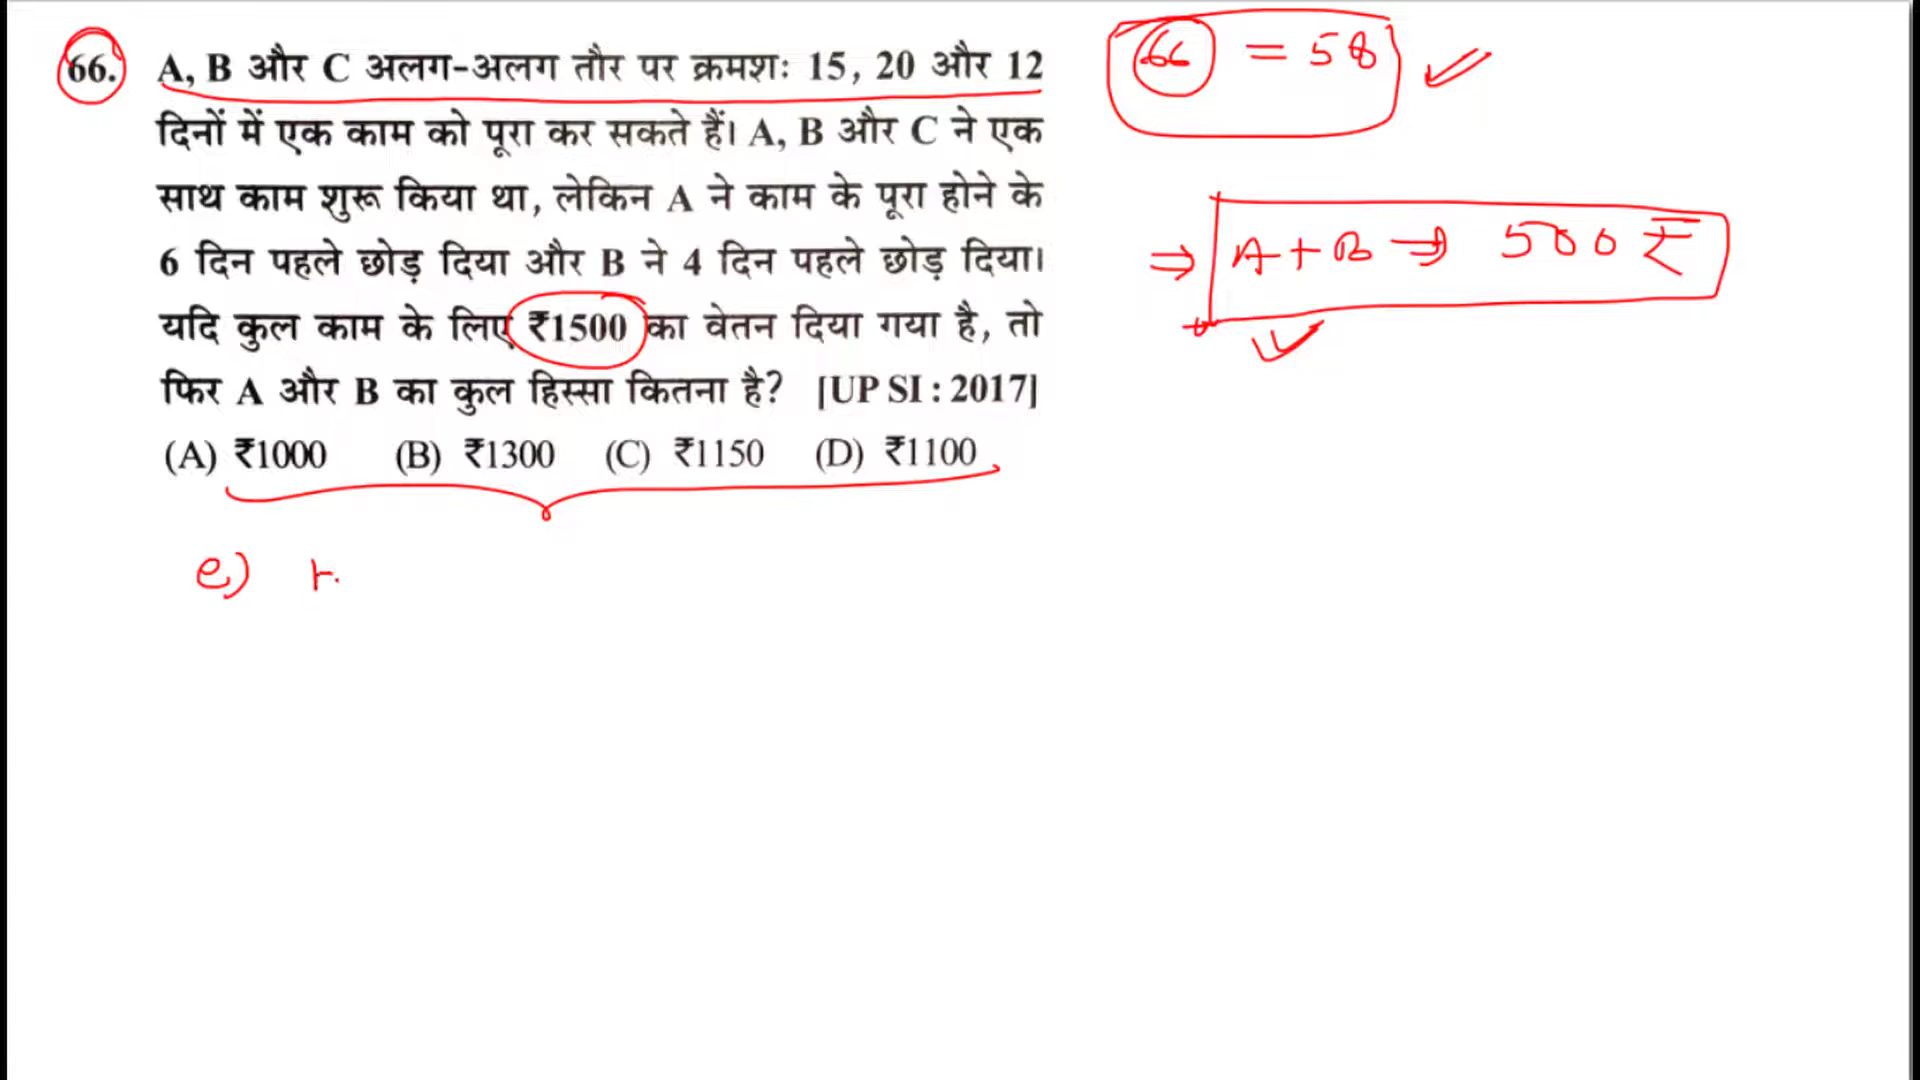 66. A, B और C अलग-अलग तौर पर क्रमशः 15, 20 और 12
दिनों में एक काम को पूरा कर सकते हैं। A, B और C ने एक
साथ काम शुरू किया था, लेकिन A ने काम के पूरा होने के
6 दिन पहले छोड़ दिया और B ने 4 दिन पहले छोड़ दिया।
यदि कुल काम के लिए ₹1500 का वेतन दिया गया है, तो
फिर A और B का कुल हिस्सा कितना है? [UP SI : 2017]
(A) ₹1000 (B) ₹1300 (C) ₹1150 (D) ₹1100
e)
66 = 58
⇒ A + B ⇒ 500 ₹